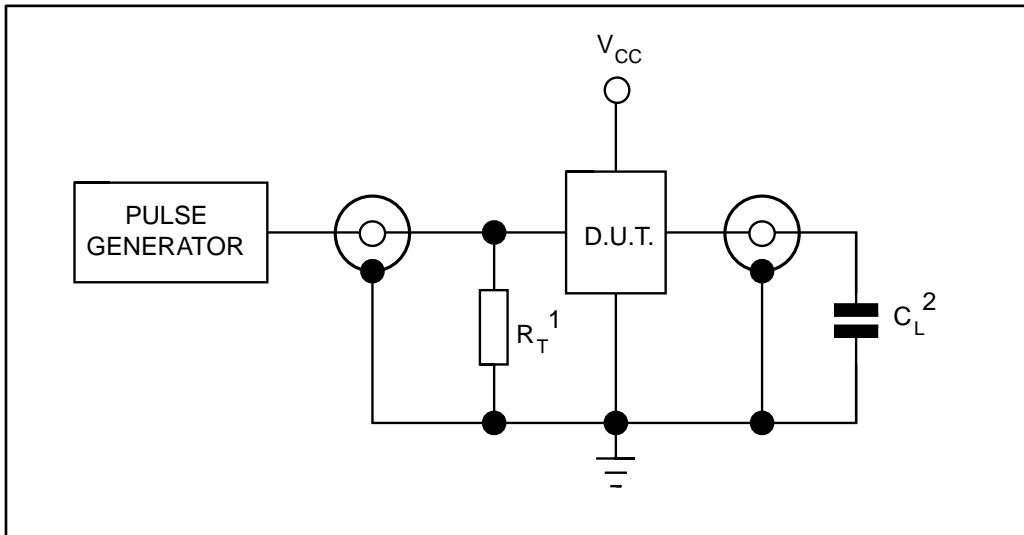 V_CC
PULSE
GENERATOR
D.U.T.
R_T^1
C_L^2